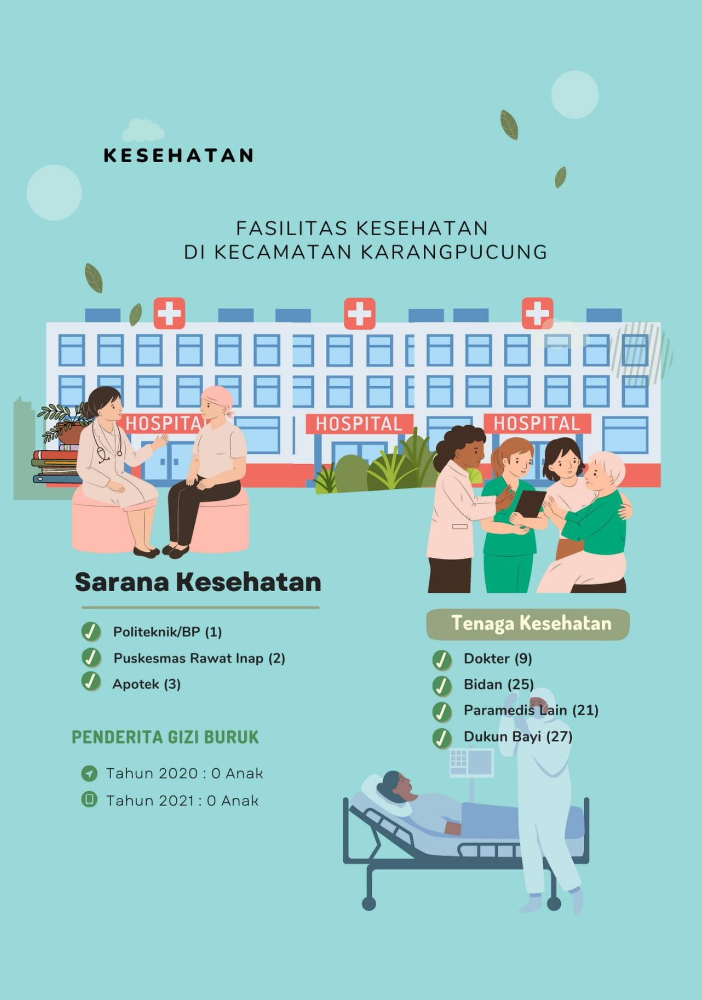 KESEHATAN
FASILITAS KESEHATAN
DI KECAMATAN KARANGPUCUNG
HOSPITAL
HOSPITAL
HOSPITAL
Sarana Kesehatan
Politeknik/BP (1)
Puskesmas Rawat Inap (2)
Apotek (3)
PENDERITA GIZI BURUK
Tahun 2020 : 0 Anak
Tahun 2021 : 0 Anak
Tenaga Kesehatan
Dokter (9)
Bidan (25)
Paramedis Lain (21)
Dukun Bayi (27)